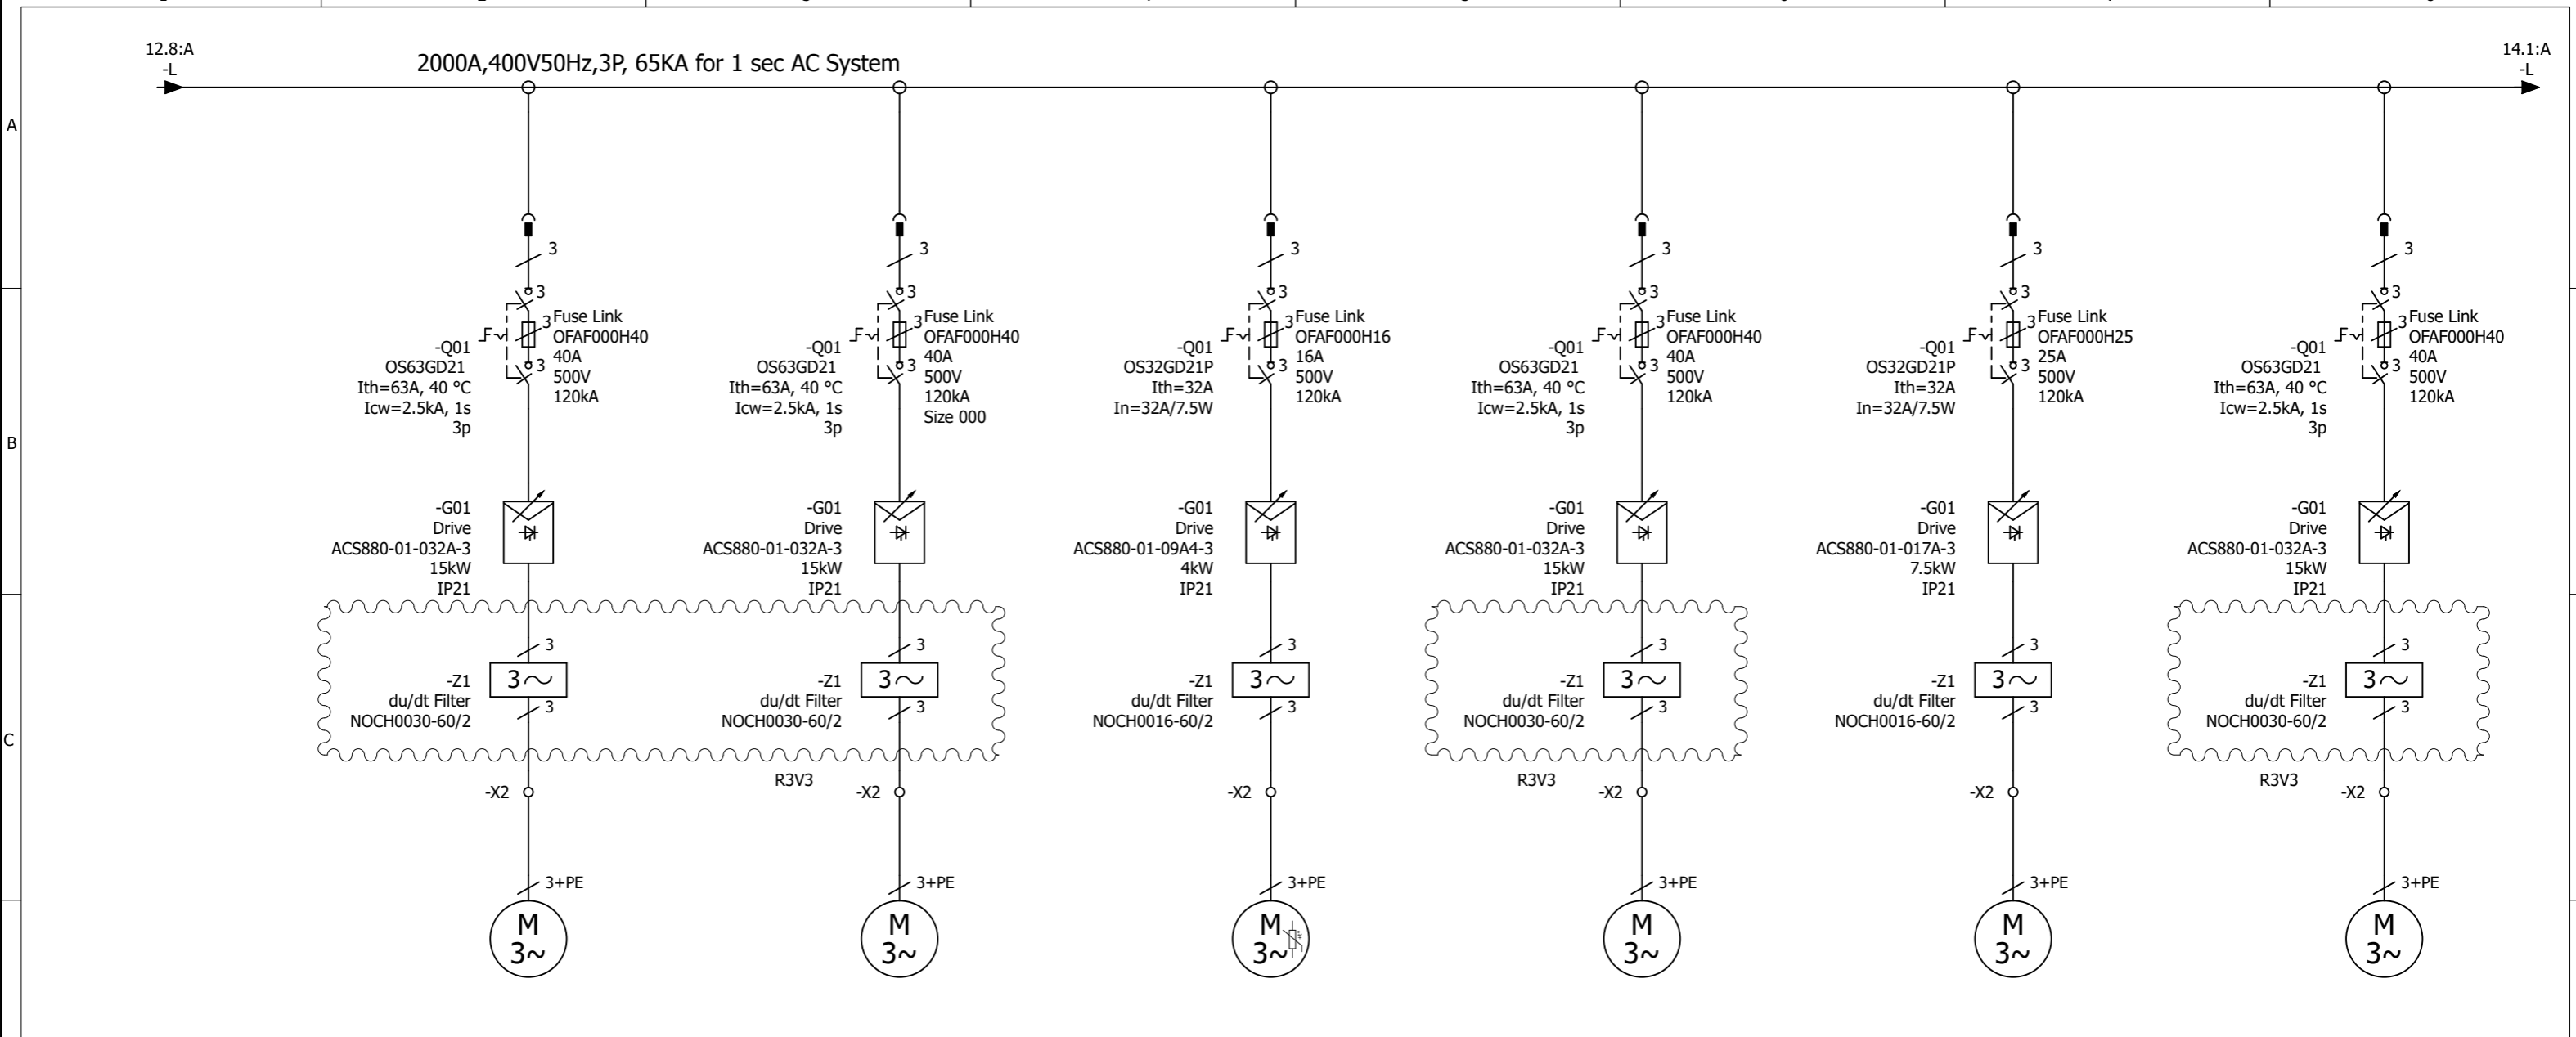 12.8:A
-L
2000A,400V50Hz,3P, 65KA for 1 sec AC System
14.1:A
-L
A
B
C
3
3
3
3
Fuse Link
OFAF000H40
40A
500V
120kA
-Q01
OS63GD21
Ith=63A, 40 °C
Icw=2.5kA, 1s
3p
-G01
Drive
ACS880-01-032A-3
15kW
IP21
3
3~
3
-Z1
du/dt Filter
NOCH0030-60/2
-X2
3+PE
M
3~
3
3
3
3
Fuse Link
OFAF000H40
40A
500V
120kA
Size 000
-Q01
OS63GD21
Ith=63A, 40 °C
Icw=2.5kA, 1s
3p
-G01
Drive
ACS880-01-032A-3
15kW
IP21
3
3~
3
-Z1
du/dt Filter
NOCH0030-60/2
R3V3
-X2
3+PE
M
3~
3
3
3
3
Fuse Link
OFAF000H16
16A
500V
120kA
-Q01
OS32GD21P
Ith=32A
In=32A/7.5W
-G01
Drive
ACS880-01-09A4-3
4kW
IP21
3
3~
3
-Z1
du/dt Filter
NOCH0016-60/2
-X2
3+PE
M
3~
3
3
3
3
Fuse Link
OFAF000H40
40A
500V
120kA
-Q01
OS63GD21
Ith=63A, 40 °C
Icw=2.5kA, 1s
3p
-G01
Drive
ACS880-01-032A-3
15kW
IP21
3
3~
3
-Z1
du/dt Filter
NOCH0030-60/2
R3V3
-X2
3+PE
M
3~
3
3
3
3
Fuse Link
OFAF000H25
25A
500V
120kA
-Q01
OS32GD21P
Ith=32A
In=32A/7.5W
-G01
Drive
ACS880-01-017A-3
7.5kW
IP21
3
3~
3
-Z1
du/dt Filter
NOCH0016-60/2
-X2
3+PE
M
3~
3
3
3
3
Fuse Link
OFAF000H40
40A
500V
120kA
-Q01
OS63GD21
Ith=63A, 40 °C
Icw=2.5kA, 1s
3p
-G01
Drive
ACS880-01-032A-3
15kW
IP21
3
3~
3
-Z1
du/dt Filter
NOCH0030-60/2
R3V3
-X2
3+PE
M
3~